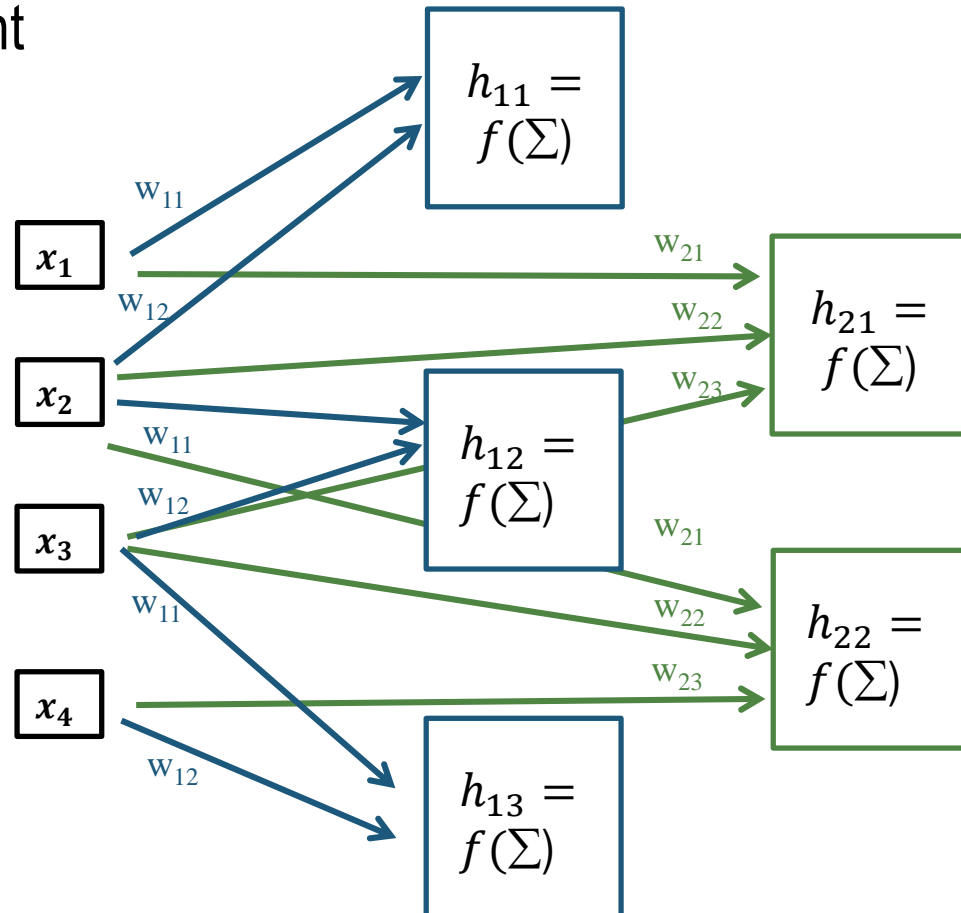 nt
h₁₁ =
f(∑)
w₁₁
x₁
w₂₁
h₂₁ =
f(∑)
w₁₂
w₂₂
x₂
w₂₃
w₁₁
h₁₂ =
f(∑)
w₁₂
x₃
w₂₁
w₁₁
w₂₂
h₂₂ =
f(∑)
x₄
w₂₃
w₁₂
h₁₃ =
f(∑)